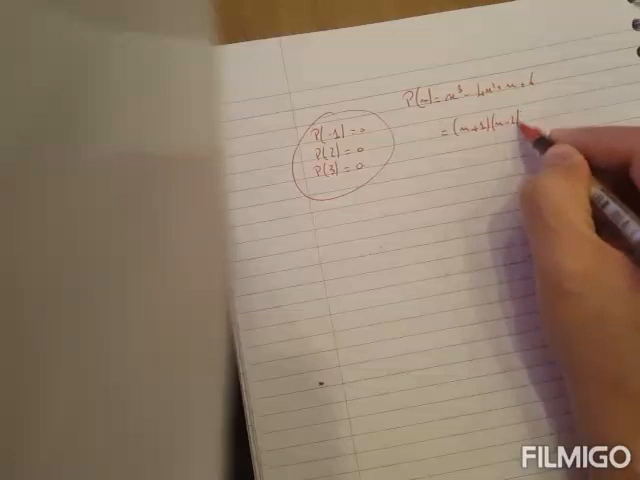 P(x) = x³ - 4x² + x + 6
= (x+1)(x-2)
P(-1) = 0
P(2) = 0
P(3) = 0
FILMIGO